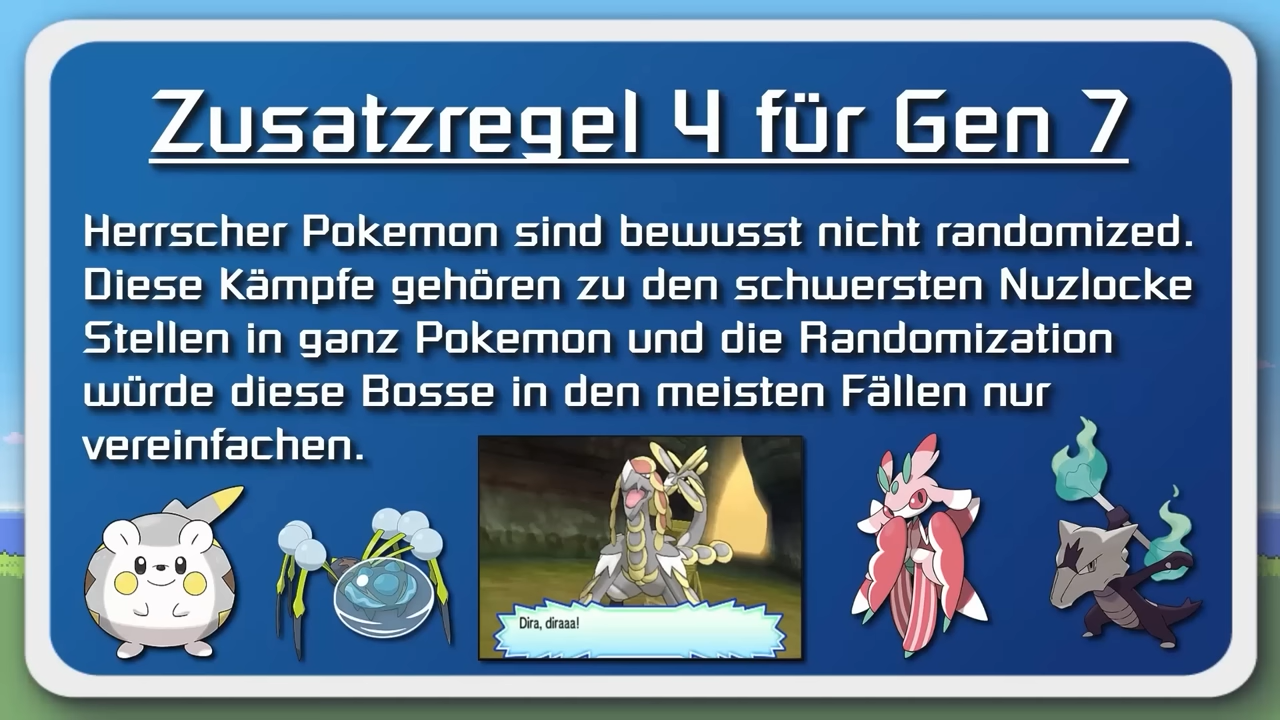 Zusatzregel 4 für Gen 7
Herrscher Pokemon sind bewusst nicht randomized.
Diese Kämpfe gehören zu den schwersten Nuzlocke
Stellen in ganz Pokemon und die Randomization
würde diese Bosse in den meisten Fällen nur
vereinfachen.
Dira, diraaa!